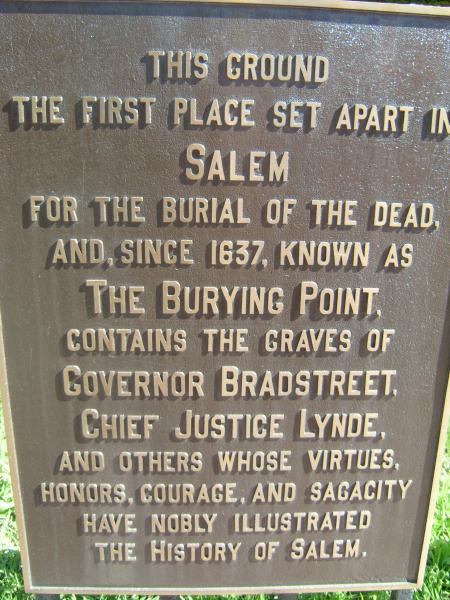 THIS GROUND
THE FIRST PLACE SET APART IN
SALEM
FOR THE BURIAL OF THE DEAD,
AND, SINCE 1637, KNOWN AS
THE BURYING POINT,
CONTAINS THE GRAVES OF
GOVERNOR BRADSTREET,
CHIEF JUSTICE LYNDE,
AND OTHERS WHOSE VIRTUES,
HONORS, COURAGE, AND SAGACITY
HAVE NOBLY ILLUSTRATED
THE HISTORY OF SALEM.